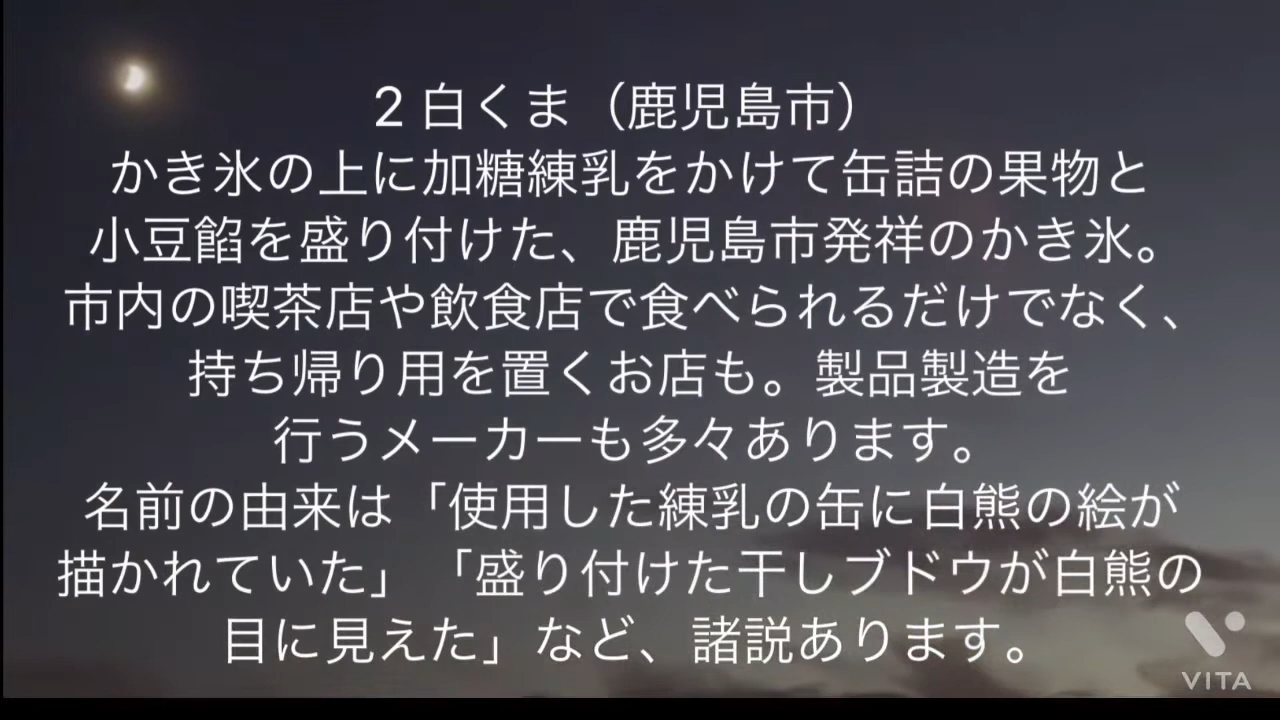 2 白くま（鹿児島市）
かき氷の上に加糖練乳をかけて缶詰の果物と
小豆餡を盛り付けた、鹿児島市発祥のかき氷。
市内の喫茶店や飲食店で食べられるだけでなく、
持ち帰り用を置くお店も。製品製造を
行うメーカーも多々あります。
名前の由来は「使用した練乳の缶に白熊の絵が
描かれていた」「盛り付けた干しブドウが白熊の
目に見えた」など、諸説あります。
VITA